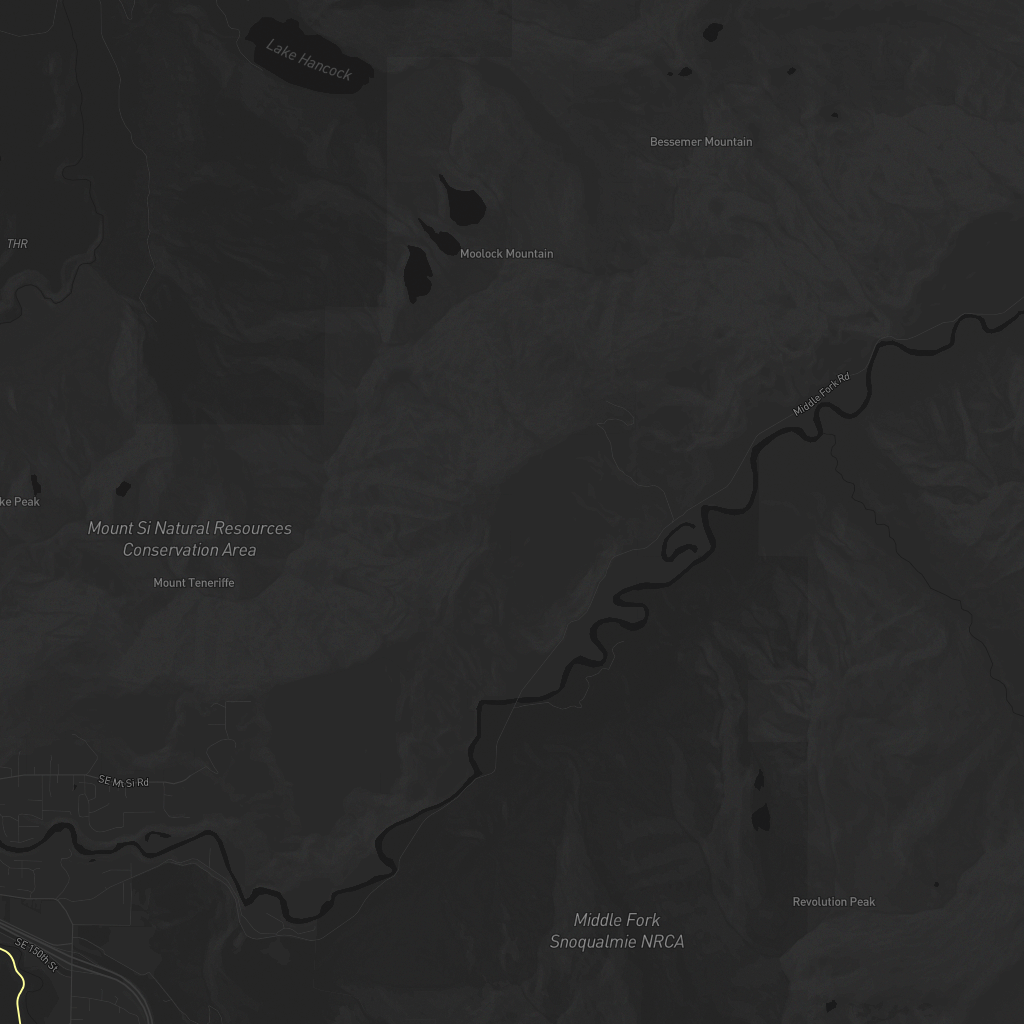 Lake Hancock
Bessemer Mountain
THR
Moolock Mountain
Middle Fork Rd
ke Peak
Mount Si Natural Resources
Conservation Area
Mount Teneriffe
SE Mt Si Rd
Revolution Peak
Middle Fork
Snoqualmie NRCA
SE 150th St